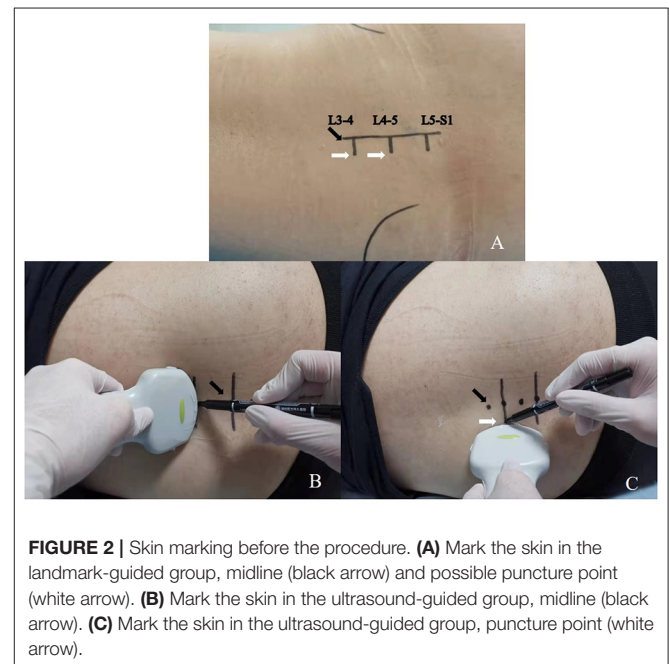 L3-4 L4-5 L5-S1
A
B
C
FIGURE 2 | Skin marking before the procedure. (A) Mark the skin in the
landmark-guided group, midline (black arrow) and possible puncture point
(white arrow). (B) Mark the skin in the ultrasound-guided group, midline (black
arrow). (C) Mark the skin in the ultrasound-guided group, puncture point (white
arrow).